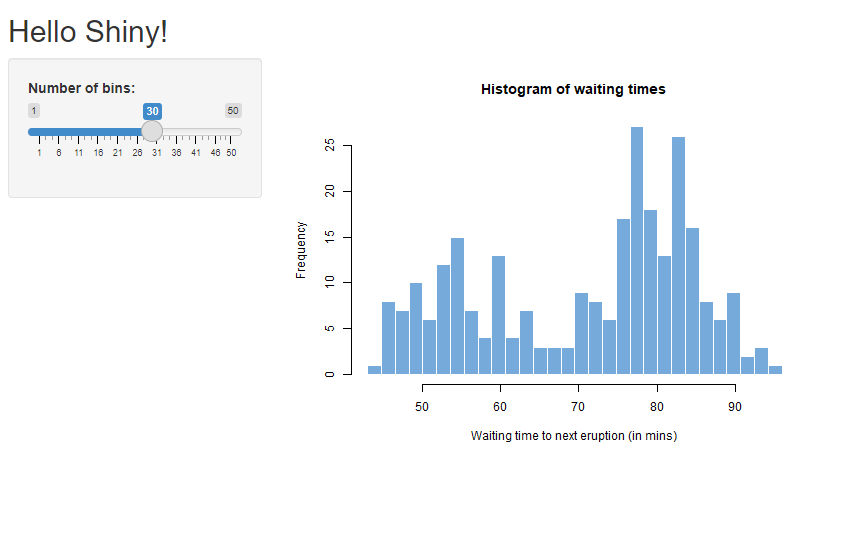 Hello Shiny!
Number of bins:
1 30 50
1 6 11 16 21 26 31 36 41 46 50
Histogram of waiting times
Frequency
25
20
15
10
5
0
50 60 70 80 90
Waiting time to next eruption (in mins)